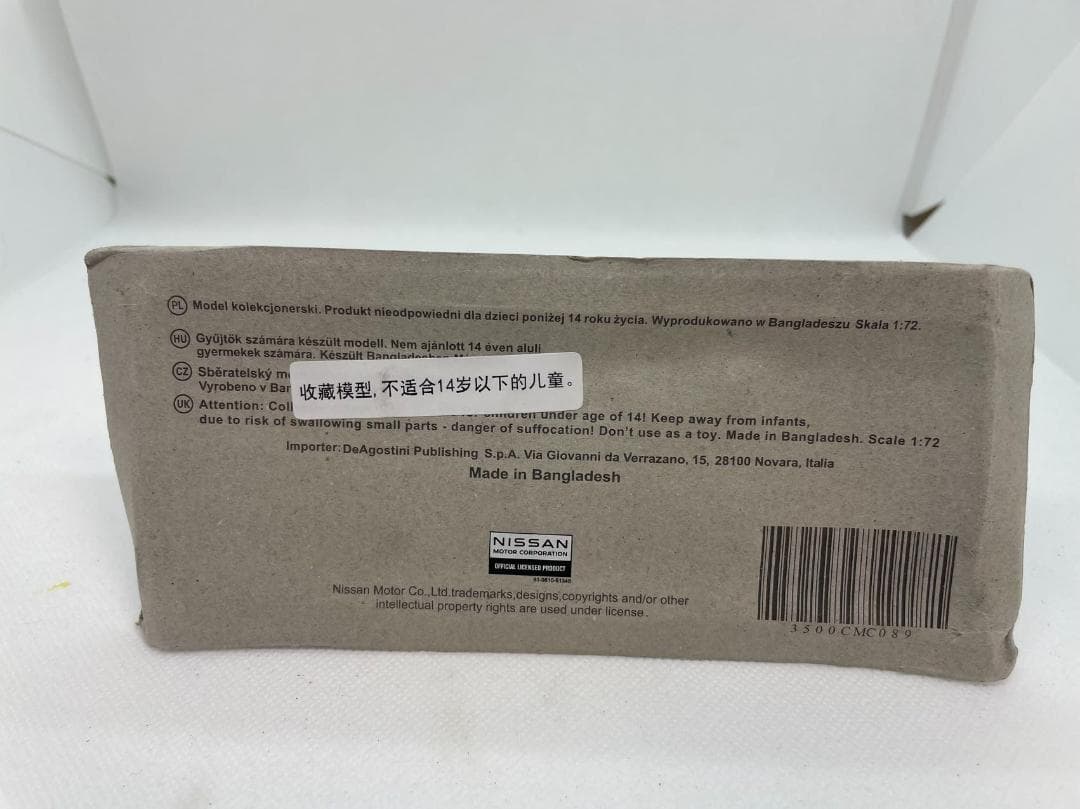 PL Model kolekcjonerski. Produkt nieodpowiedni dla dzieci poniżej 14 roku życia. Wyprodukowano w Bangladeszu Skala 1:72.
HU Gyűjtők számára készült modell. Nem ajánlott 14 éven aluli
gyermekek számára. Készült
CZ Sběratelský
Vyrobeno v
收藏模型,不适合14岁以下的儿童。
UK Attention: children under age of 14! Keep away from infants,
due to risk of swallowing small parts - danger of suffocation! Don't use as a toy. Made in Bangladesh. Scale 1:72
Importer: DeAgostini Publishing S.p.A. Via Giovanni da Verrazano, 15, 28100 Novara, Italia
Made in Bangladesh
NISSAN
MOTOR CORPORATION
OFFICIAL LICENSED PRODUCT
Nissan Motor Co.,Ltd.trademarks,designs,copyrights and/or other
intellectual property rights are used under license.
3500CMC089